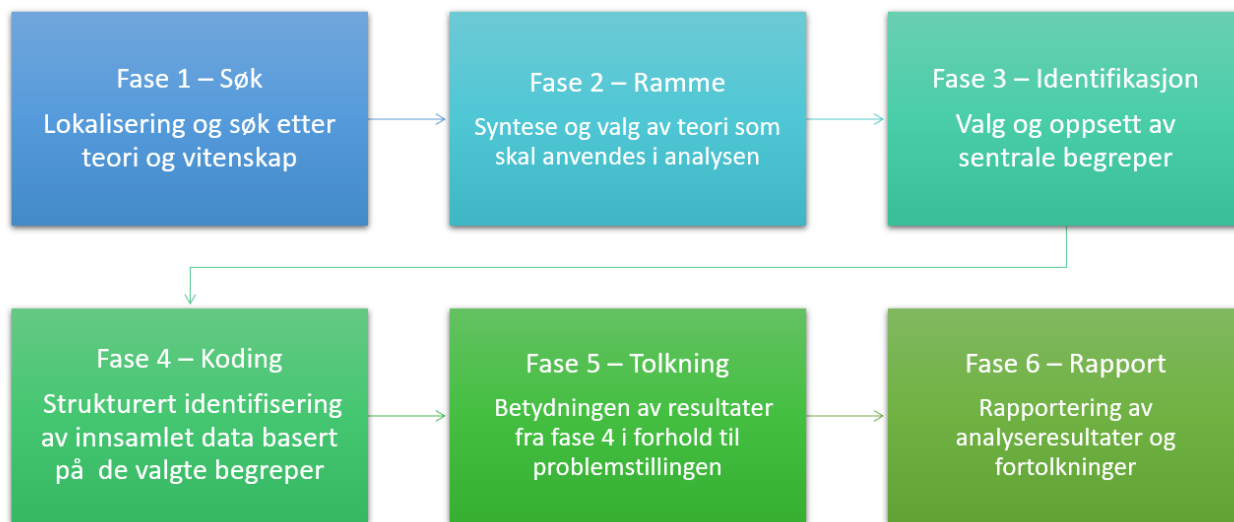 Fase 1 – Søk
Lokalisering og søk etter
teori og vitenskap
Fase 2 – Ramme
Syntese og valg av teori som
skal anvendes i analysen
Fase 3 – Identifikasjon
Valg og oppsett av
sentrale begreper
Fase 4 – Koding
Strukturert identifisering
av innsamlet data basert
på  de valgte begreper
Fase 5 – Tolkning
Betydningen av resultater
fra fase 4 i forhold til
problemstillingen
Fase 6 – Rapport
Rapportering av
analyseresultater og
fortolkninger